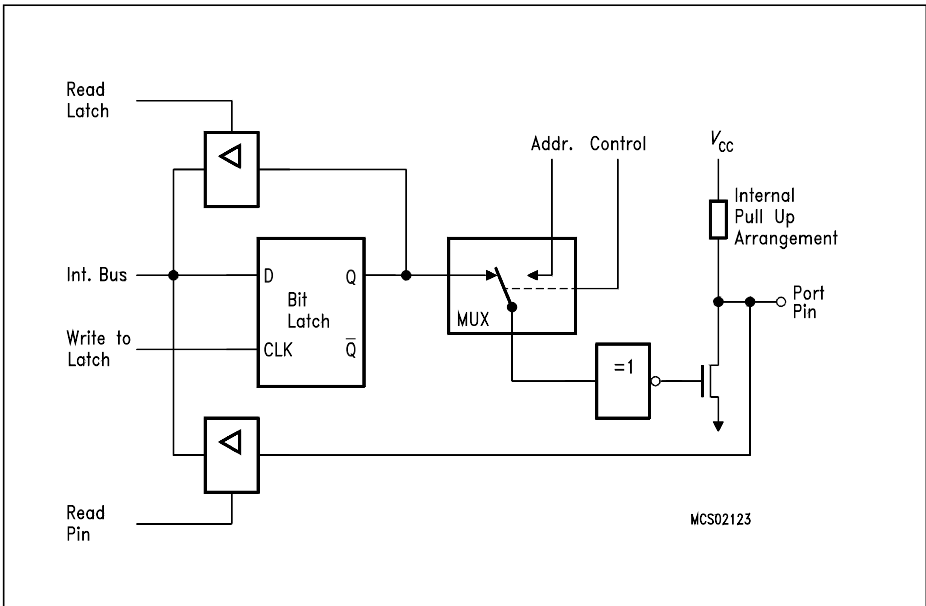 Read
Latch
Addr. Control
VCC
Internal
Pull Up
Arrangement
Int. Bus
D
Q
Bit
Latch
MUX
Port
Pin
Write to
Latch
CLK
Q̅
=1
Read
Pin
MCS02123